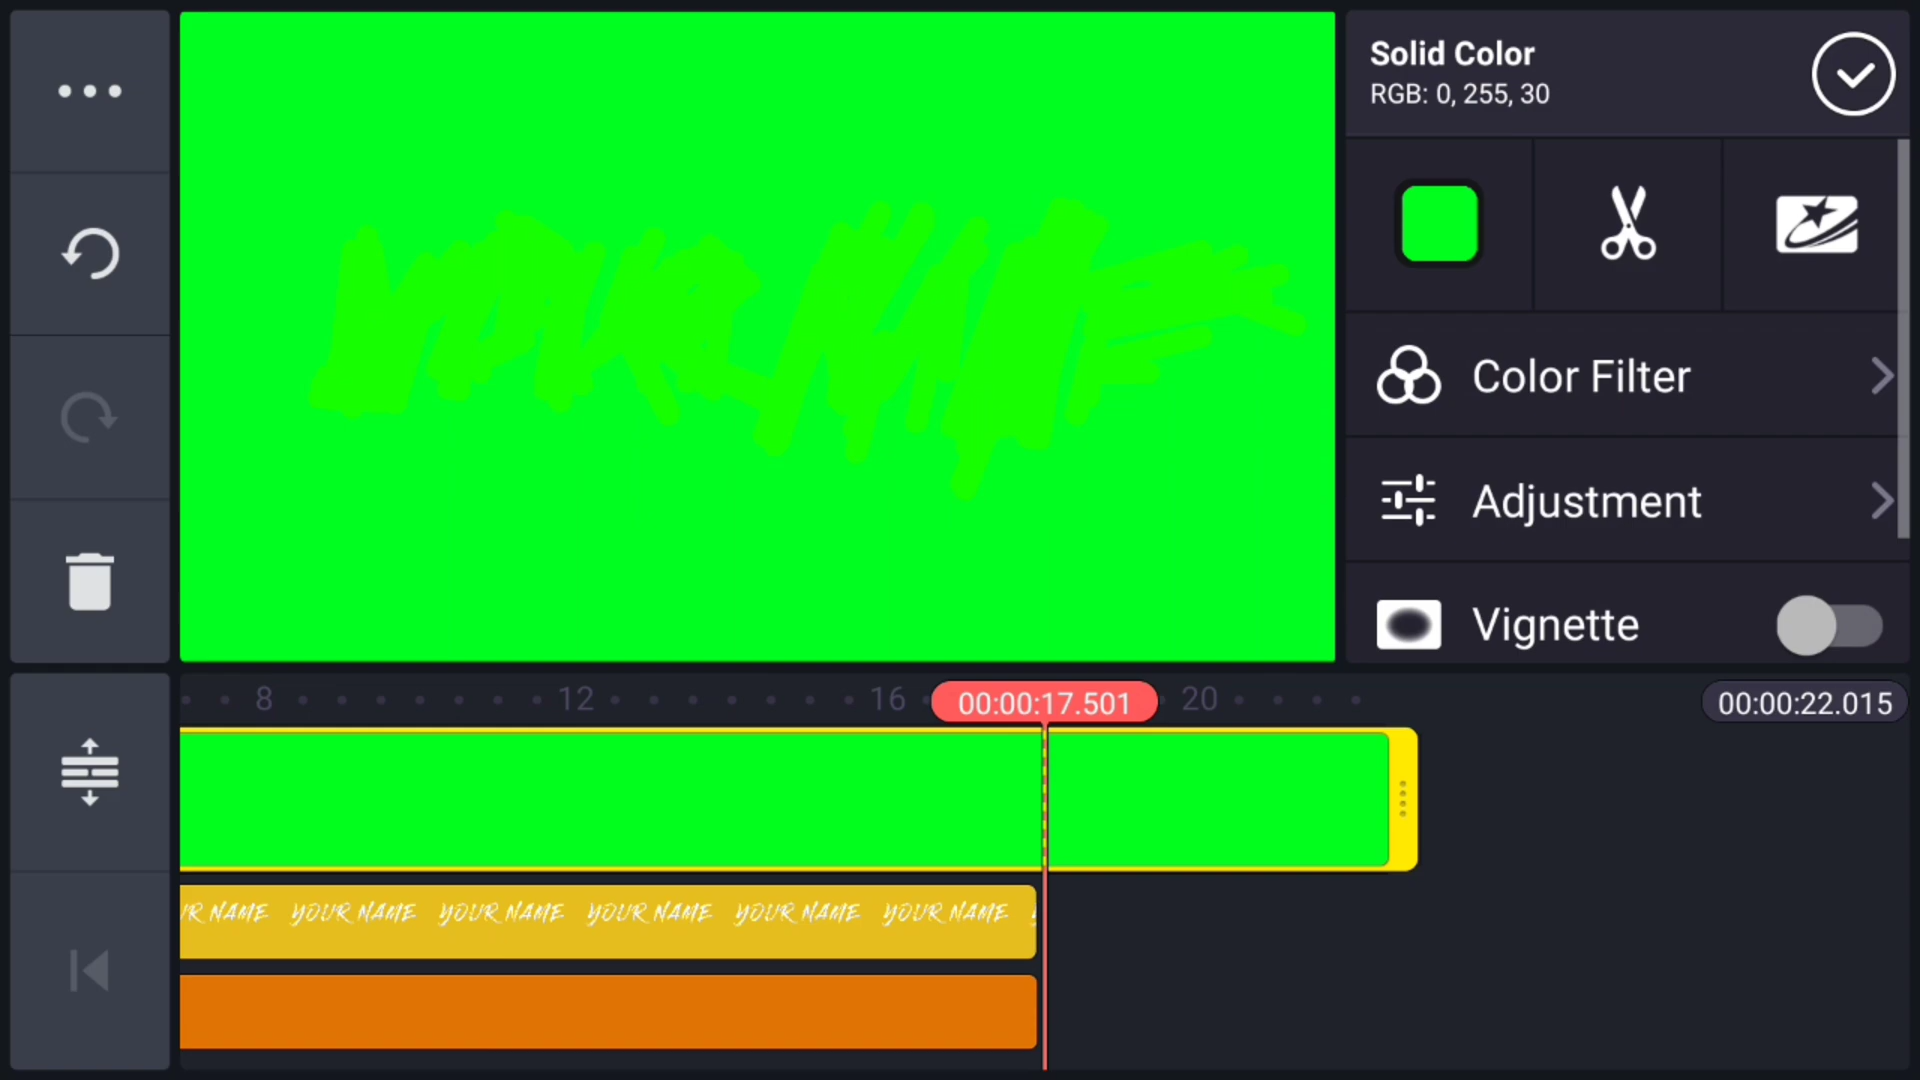 Solid Color
RGB: 0, 255, 30
Color Filter
Adjustment
Vignette
8 12 16 00:00:17.501 20 00:00:22.015
UR NAME YOUR NAME YOUR NAME YOUR NAME YOUR NAME YOUR NAME